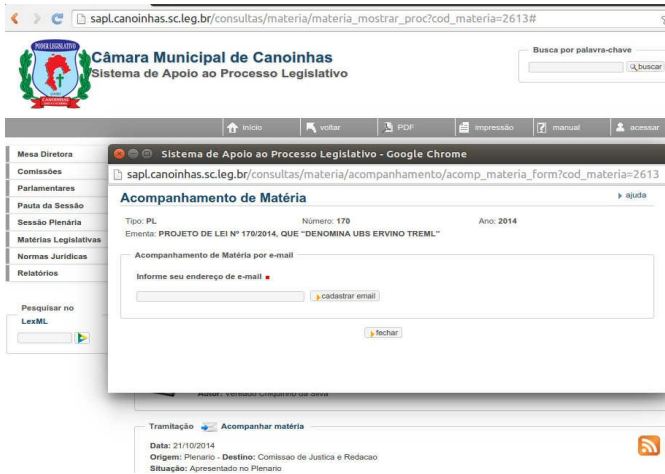 sapl.canoinhas.sc.leg.br/consultas/materia/materia_mostrar_proc?cod_materia=2613#
PODER LEGISLATIVO
Câmara Municipal de Canoinhas
Sistema de Apoio ao Processo Legislativo
Busca por palavra-chave
buscar
início voltar PDF impressão manual acessar
Mesa Diretora
Comissões
Parlamentares
Pauta da Sessão
Sessão Plenária
Matérias Legislativas
Normas Jurídicas
Relatórios
Pesquisar no
LexML
Sistema de Apoio ao Processo Legislativo - Google Chrome
sapl.canoinhas.sc.leg.br/consultas/materia/acompanhamento/acomp_materia_form?cod_materia=2613
Acompanhamento de Matéria
ajuda
Tipo: PL Número: 170 Ano: 2014
Ementa: PROJETO DE LEI Nº 170/2014, QUE "DENOMINA UBS ERVINO TREML"
Acompanhamento de Matéria por e-mail
Informe seu endereço de e-mail
cadastrar email
fechar
Tramitação Acompanhar matéria
Data: 21/10/2014
Origem: Plenario - Destino: Comissao de Justica e Redacao
Situação: Apresentado no Plenario